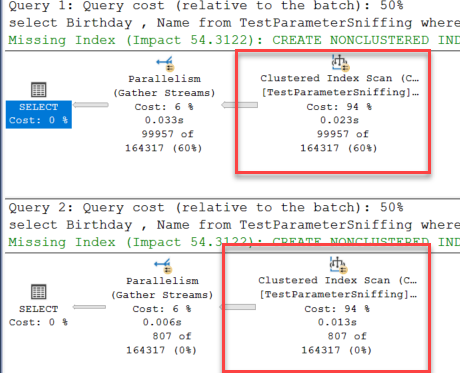 Query 1: Query cost (relative to the batch): 50%
select Birthday , Name from TestParameterSniffing where
Missing Index (Impact 54.3122): CREATE NONCLUSTERED IND
SELECT
Cost: 0 %
Parallelism
(Gather Streams)
Cost: 6 %
0.033s
99957 of
164317 (60%)
Clustered Index Scan (C…
[TestParameterSniffing]…
Cost: 94 %
0.023s
99957 of
164317 (60%)
Query 2: Query cost (relative to the batch): 50%
select Birthday , Name from TestParameterSniffing where
Missing Index (Impact 54.3122): CREATE NONCLUSTERED IND
SELECT
Cost: 0 %
Parallelism
(Gather Streams)
Cost: 6 %
0.006s
807 of
164317 (0%)
Clustered Index Scan (C…
[TestParameterSniffing]…
Cost: 94 %
0.013s
807 of
164317 (0%)